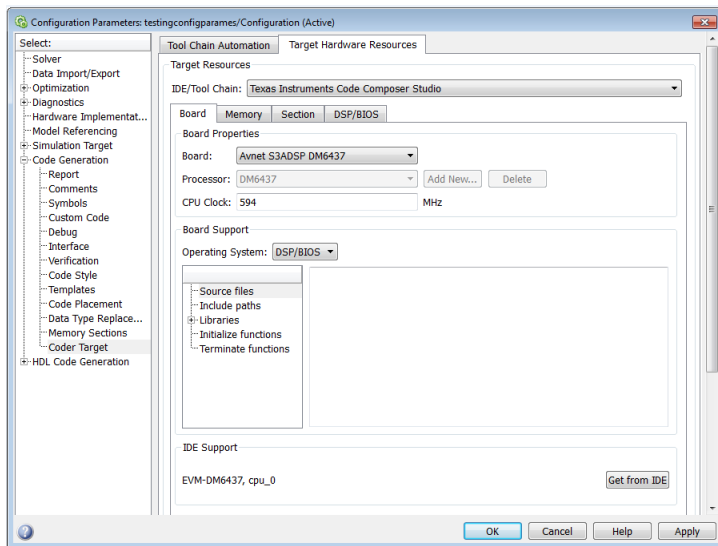 Configuration Parameters: testingconfigparames/Configuration (Active)
Select:
Solver
Data Import/Export
Optimization
Diagnostics
Hardware Implementat...
Model Referencing
Simulation Target
Code Generation
Report
Comments
Symbols
Custom Code
Debug
Interface
Verification
Code Style
Templates
Code Placement
Data Type Replace...
Memory Sections
Coder Target
HDL Code Generation
Tool Chain Automation Target Hardware Resources
Target Resources
IDE/Tool Chain: Texas Instruments Code Composer Studio
Board Memory Section DSP/BIOS
Board Properties
Board: Avnet S3ADSP DM6437
Processor: DM6437 Add New... Delete
CPU Clock: 594 MHz
Board Support
Operating System: DSP/BIOS
Source files
Include paths
Libraries
Initialize functions
Terminate functions
IDE Support
EVM-DM6437, cpu_0 Get from IDE
OK Cancel Help Apply